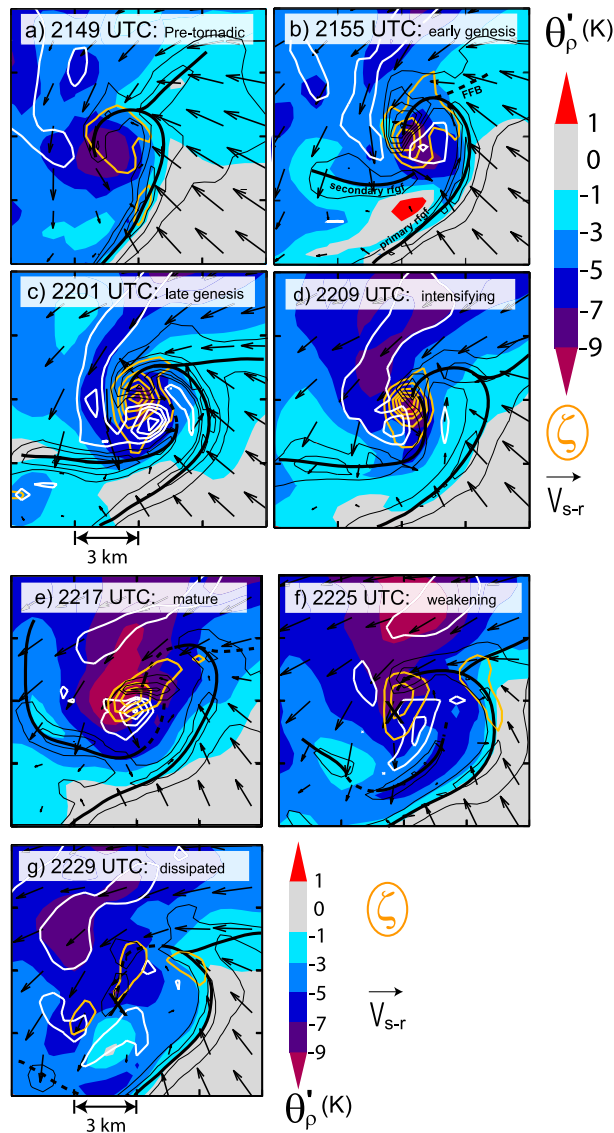 a) 2149 UTC: Pre-tornadic
b) 2155 UTC: early genesis
FFB
secondary rfgf
primary rfgf
θ'ρ (K)
1
0
-1
-3
-5
-7
-9
ζ
Vs-r
c) 2201 UTC: late genesis
d) 2209 UTC: intensifying
3 km
e) 2217 UTC: mature
f) 2225 UTC: weakening
g) 2229 UTC: dissipated
3 km
1
0
-1
-3
-5
-7
-9
θ'ρ (K)
ζ
Vs-r